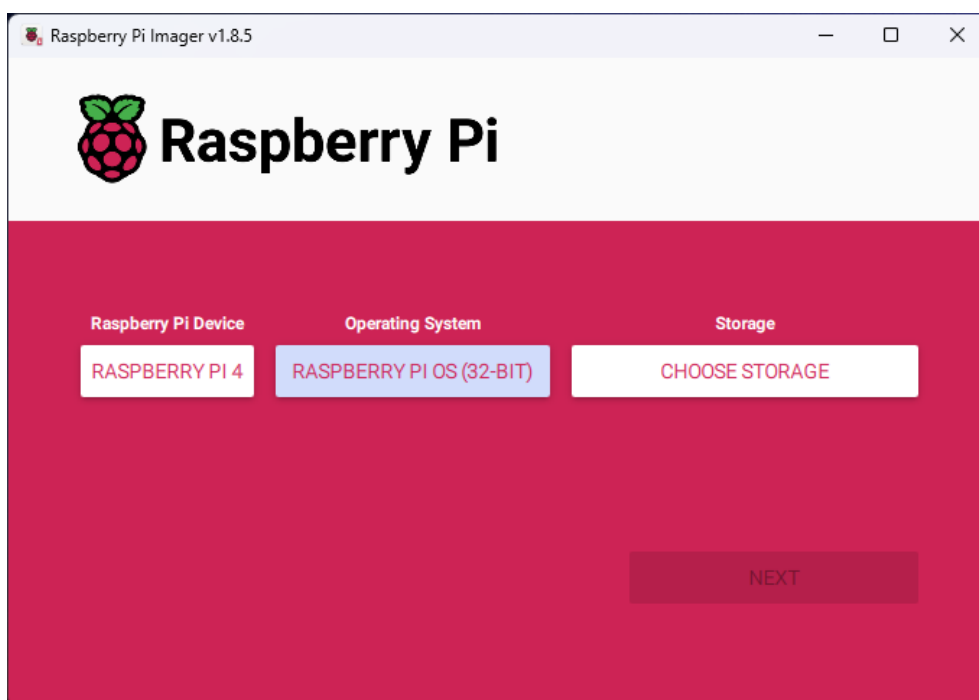 Raspberry Pi Imager v1.8.5
Raspberry Pi
Raspberry Pi Device
Operating System
Storage
RASPBERRY PI 4
RASPBERRY PI OS (32-BIT)
CHOOSE STORAGE
NEXT